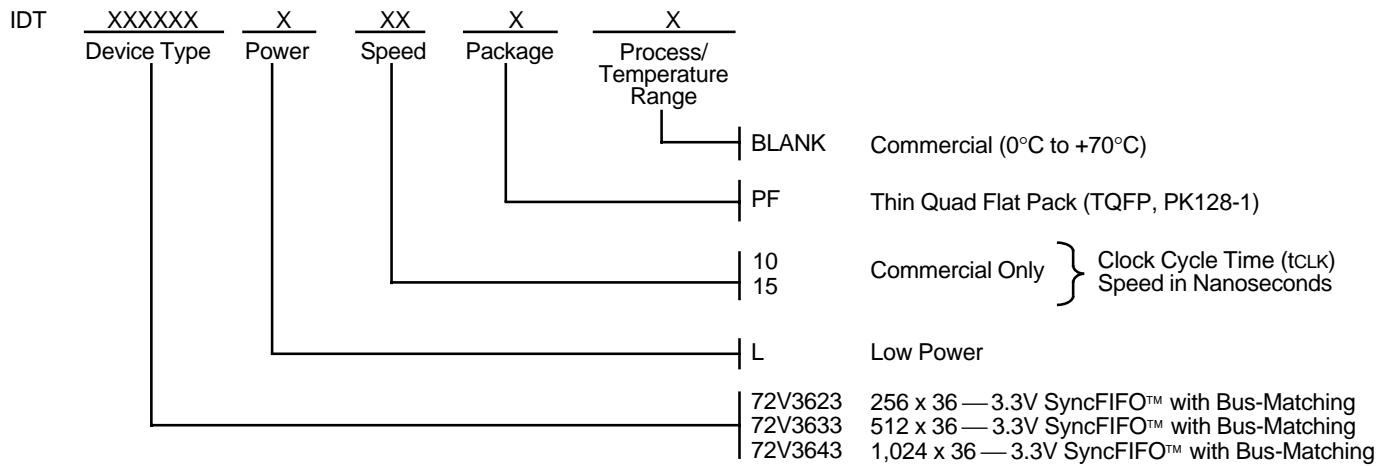 IDT XXXXXX X XX X X
Device Type Power Speed Package Process/
Temperature
Range
BLANK Commercial (0°C to +70°C)
PF Thin Quad Flat Pack (TQFP, PK128-1)
10
15
Commercial Only } Clock Cycle Time (tCLK)
Speed in Nanoseconds
L Low Power
72V3623 256 x 36 — 3.3V SyncFIFO™ with Bus-Matching
72V3633 512 x 36 — 3.3V SyncFIFO™ with Bus-Matching
72V3643 1,024 x 36 — 3.3V SyncFIFO™ with Bus-Matching